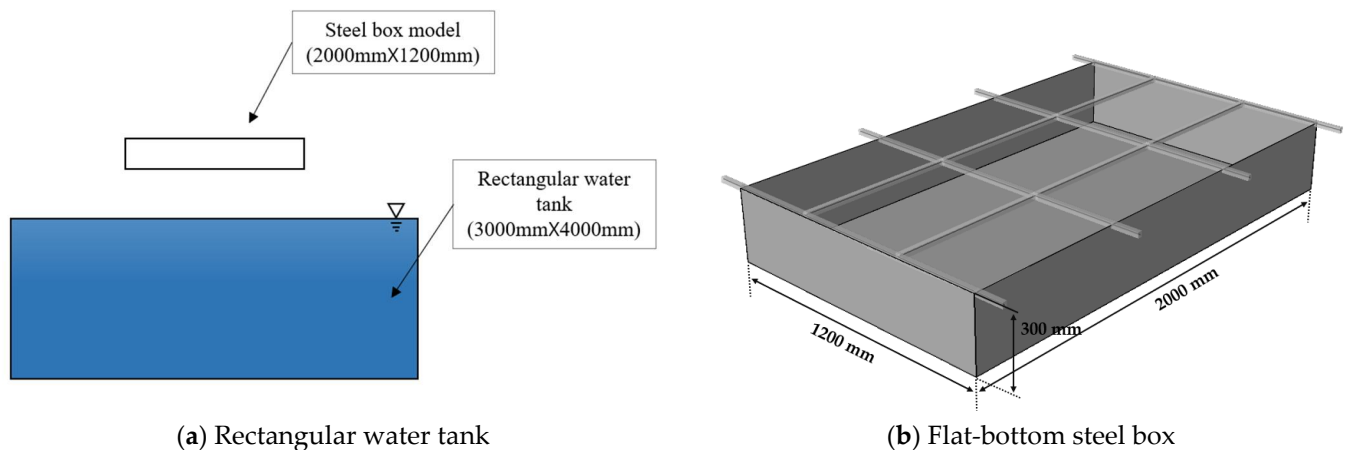 Steel box model
(2000mmX1200mm)
Rectangular water
tank
(3000mmX4000mm)
(a) Rectangular water tank
1200 mm
300 mm
2000 mm
(b) Flat-bottom steel box